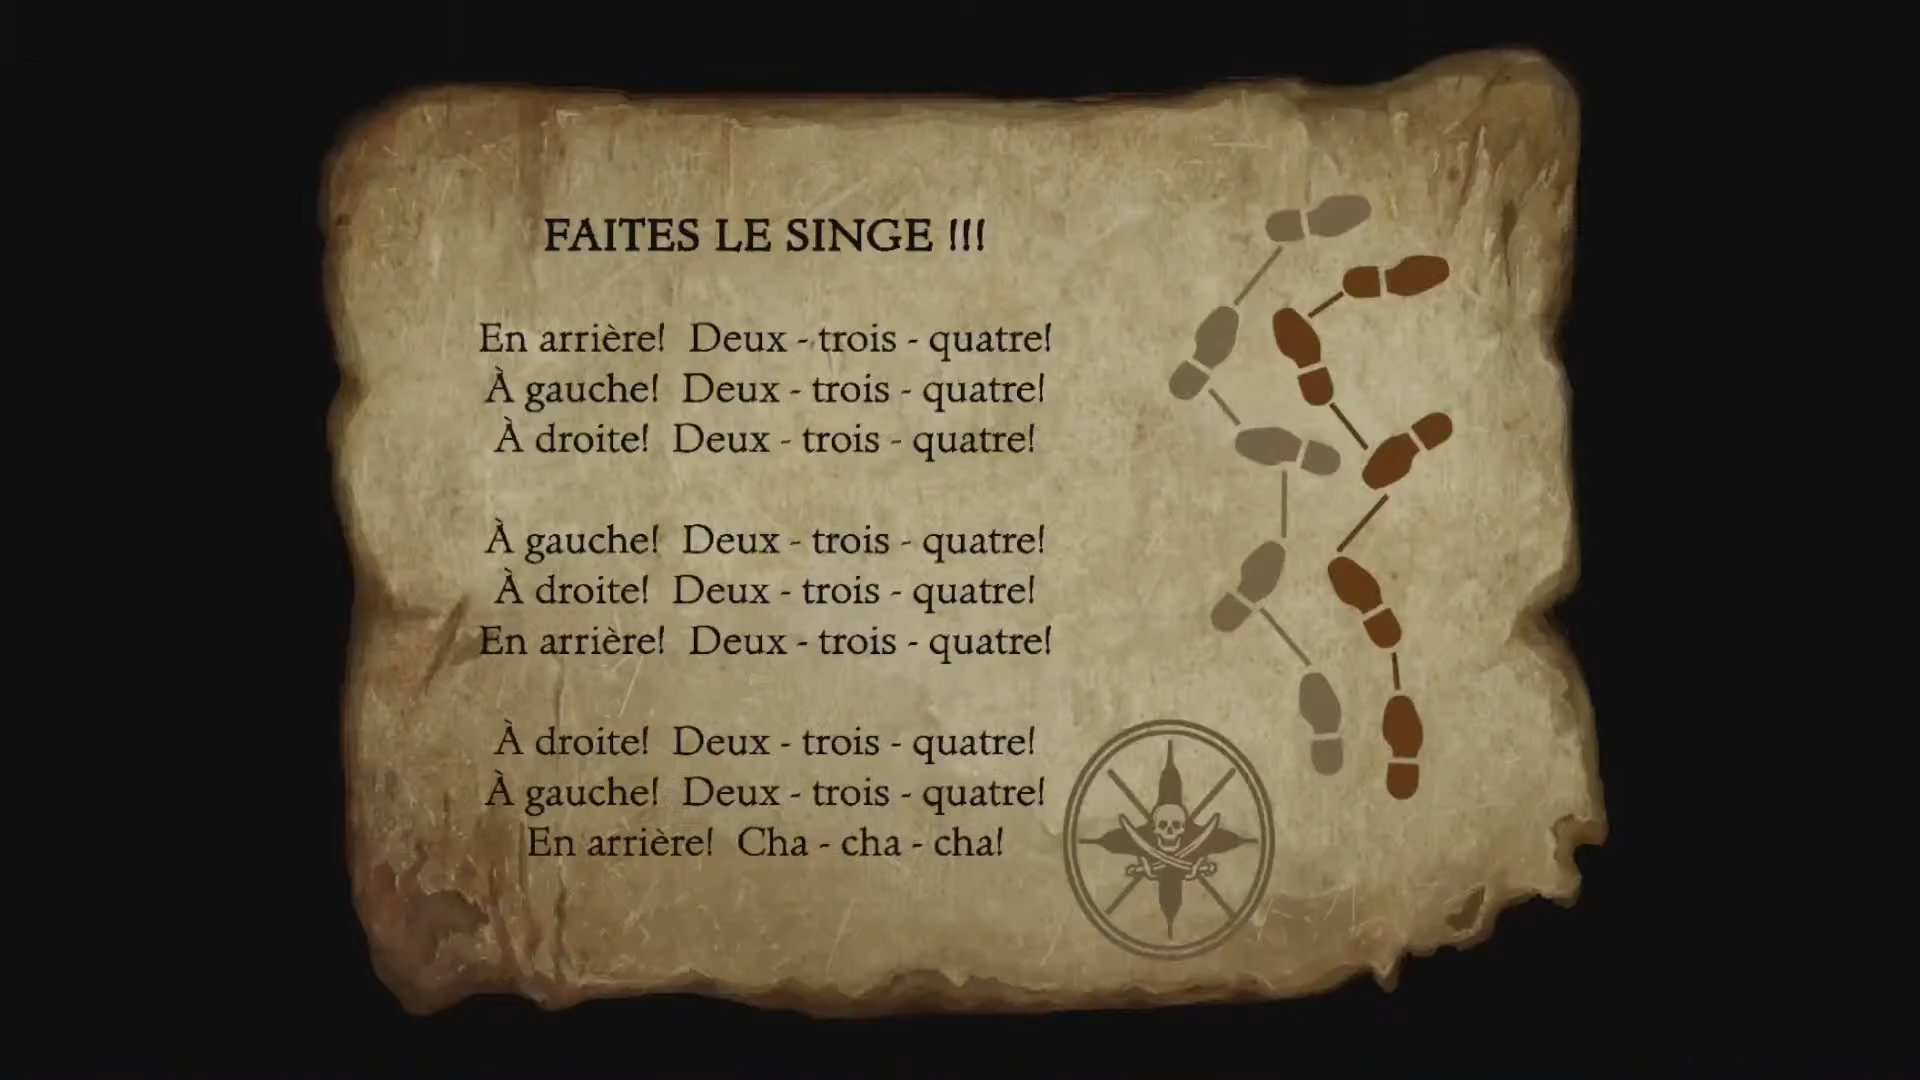 FAITES LE SINGE !!!
En arrière! Deux - trois - quatre!
À gauche! Deux - trois - quatre!
À droite! Deux - trois - quatre!
À gauche! Deux - trois - quatre!
À droite! Deux - trois - quatre!
En arrière! Deux - trois - quatre!
À droite! Deux - trois - quatre!
À gauche! Deux - trois - quatre!
En arrière! Cha - cha - cha!